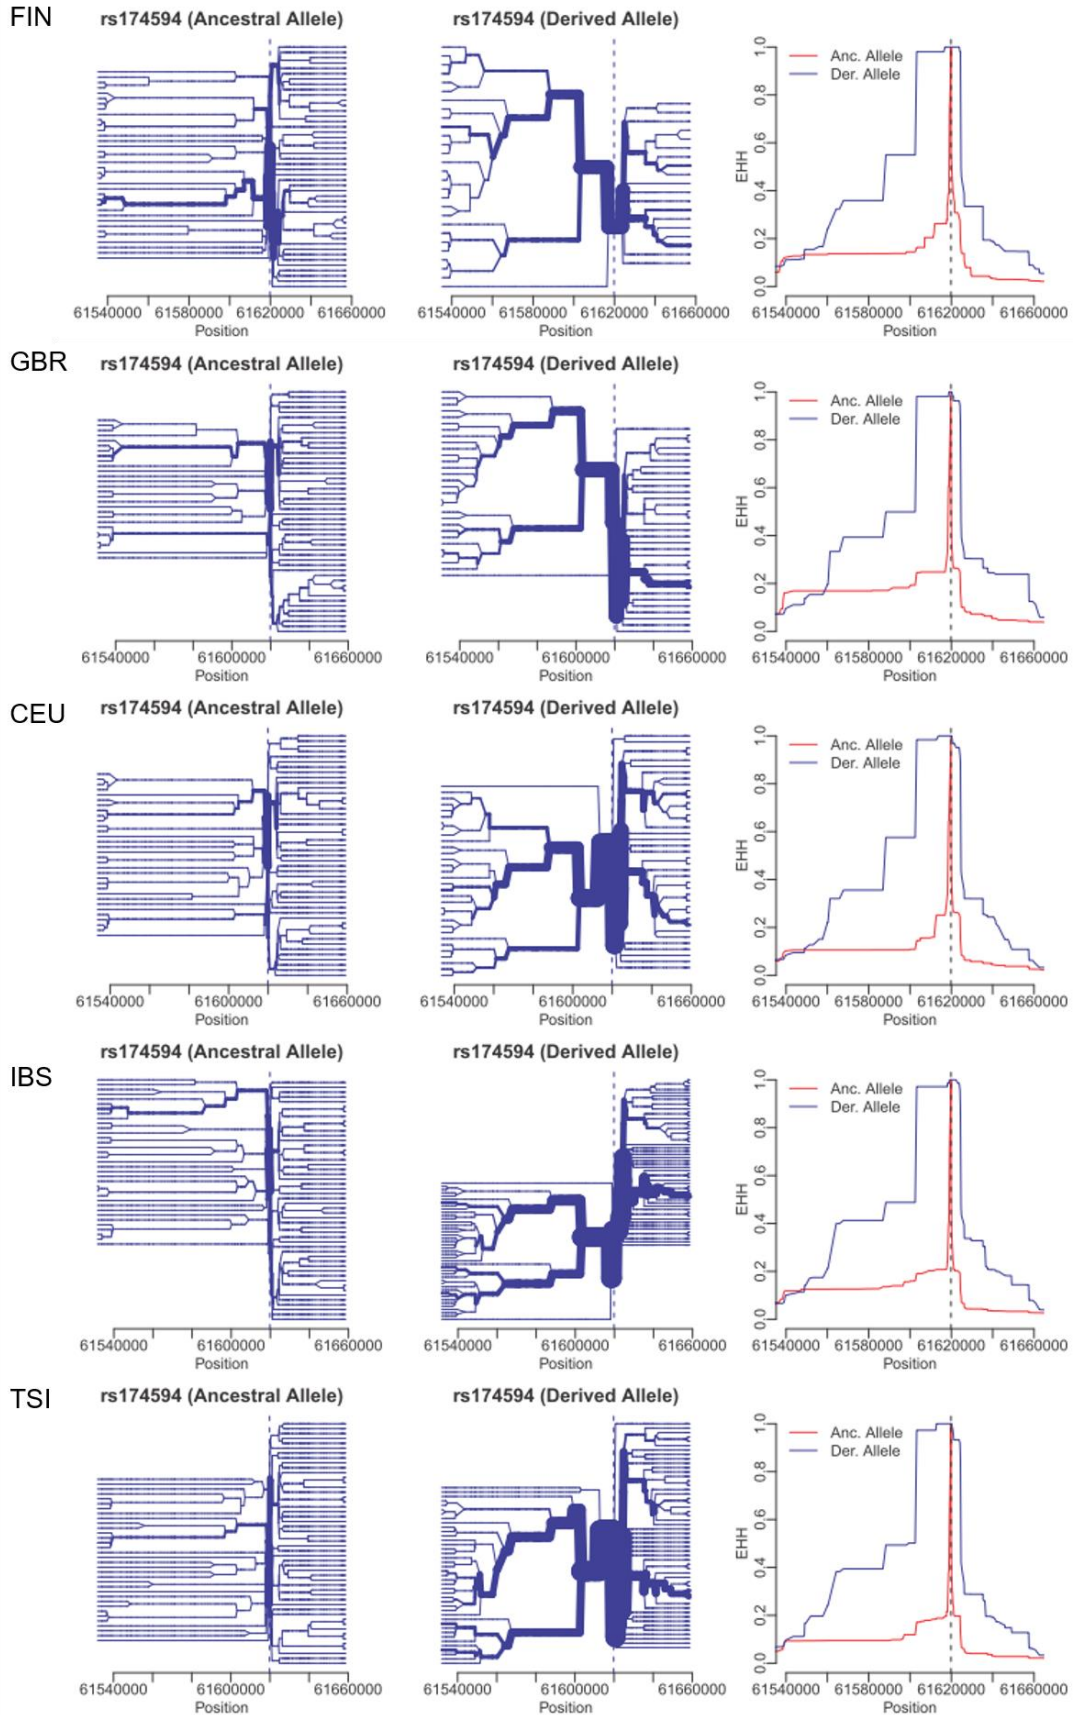 FIN
rs174594 (Ancestral Allele)
rs174594 (Derived Allele)
Anc. Allele
Der. Allele
EHH
0.0 0.2 0.4 0.6 0.8 1.0
61540000 61580000 61620000 61660000
Position
61540000 61580000 61620000 61660000
Position
61540000 61580000 61620000 61660000
Position
GBR
rs174594 (Ancestral Allele)
rs174594 (Derived Allele)
Anc. Allele
Der. Allele
EHH
0.0 0.2 0.4 0.6 0.8 1.0
61540000 61600000 61660000
Position
61540000 61600000 61660000
Position
61540000 61580000 61620000 61660000
Position
CEU
rs174594 (Ancestral Allele)
rs174594 (Derived Allele)
Anc. Allele
Der. Allele
EHH
0.0 0.2 0.4 0.6 0.8 1.0
61540000 61600000 61660000
Position
61540000 61600000 61660000
Position
61540000 61580000 61620000 61660000
Position
IBS
rs174594 (Ancestral Allele)
rs174594 (Derived Allele)
Anc. Allele
Der. Allele
EHH
0.0 0.2 0.4 0.6 0.8 1.0
61540000 61600000 61660000
Position
61540000 61600000 61660000
Position
61540000 61580000 61620000 61660000
Position
TSI
rs174594 (Ancestral Allele)
rs174594 (Derived Allele)
Anc. Allele
Der. Allele
EHH
0.0 0.2 0.4 0.6 0.8 1.0
61540000 61600000 61660000
Position
61540000 61600000 61660000
Position
61540000 61580000 61620000 61660000
Position